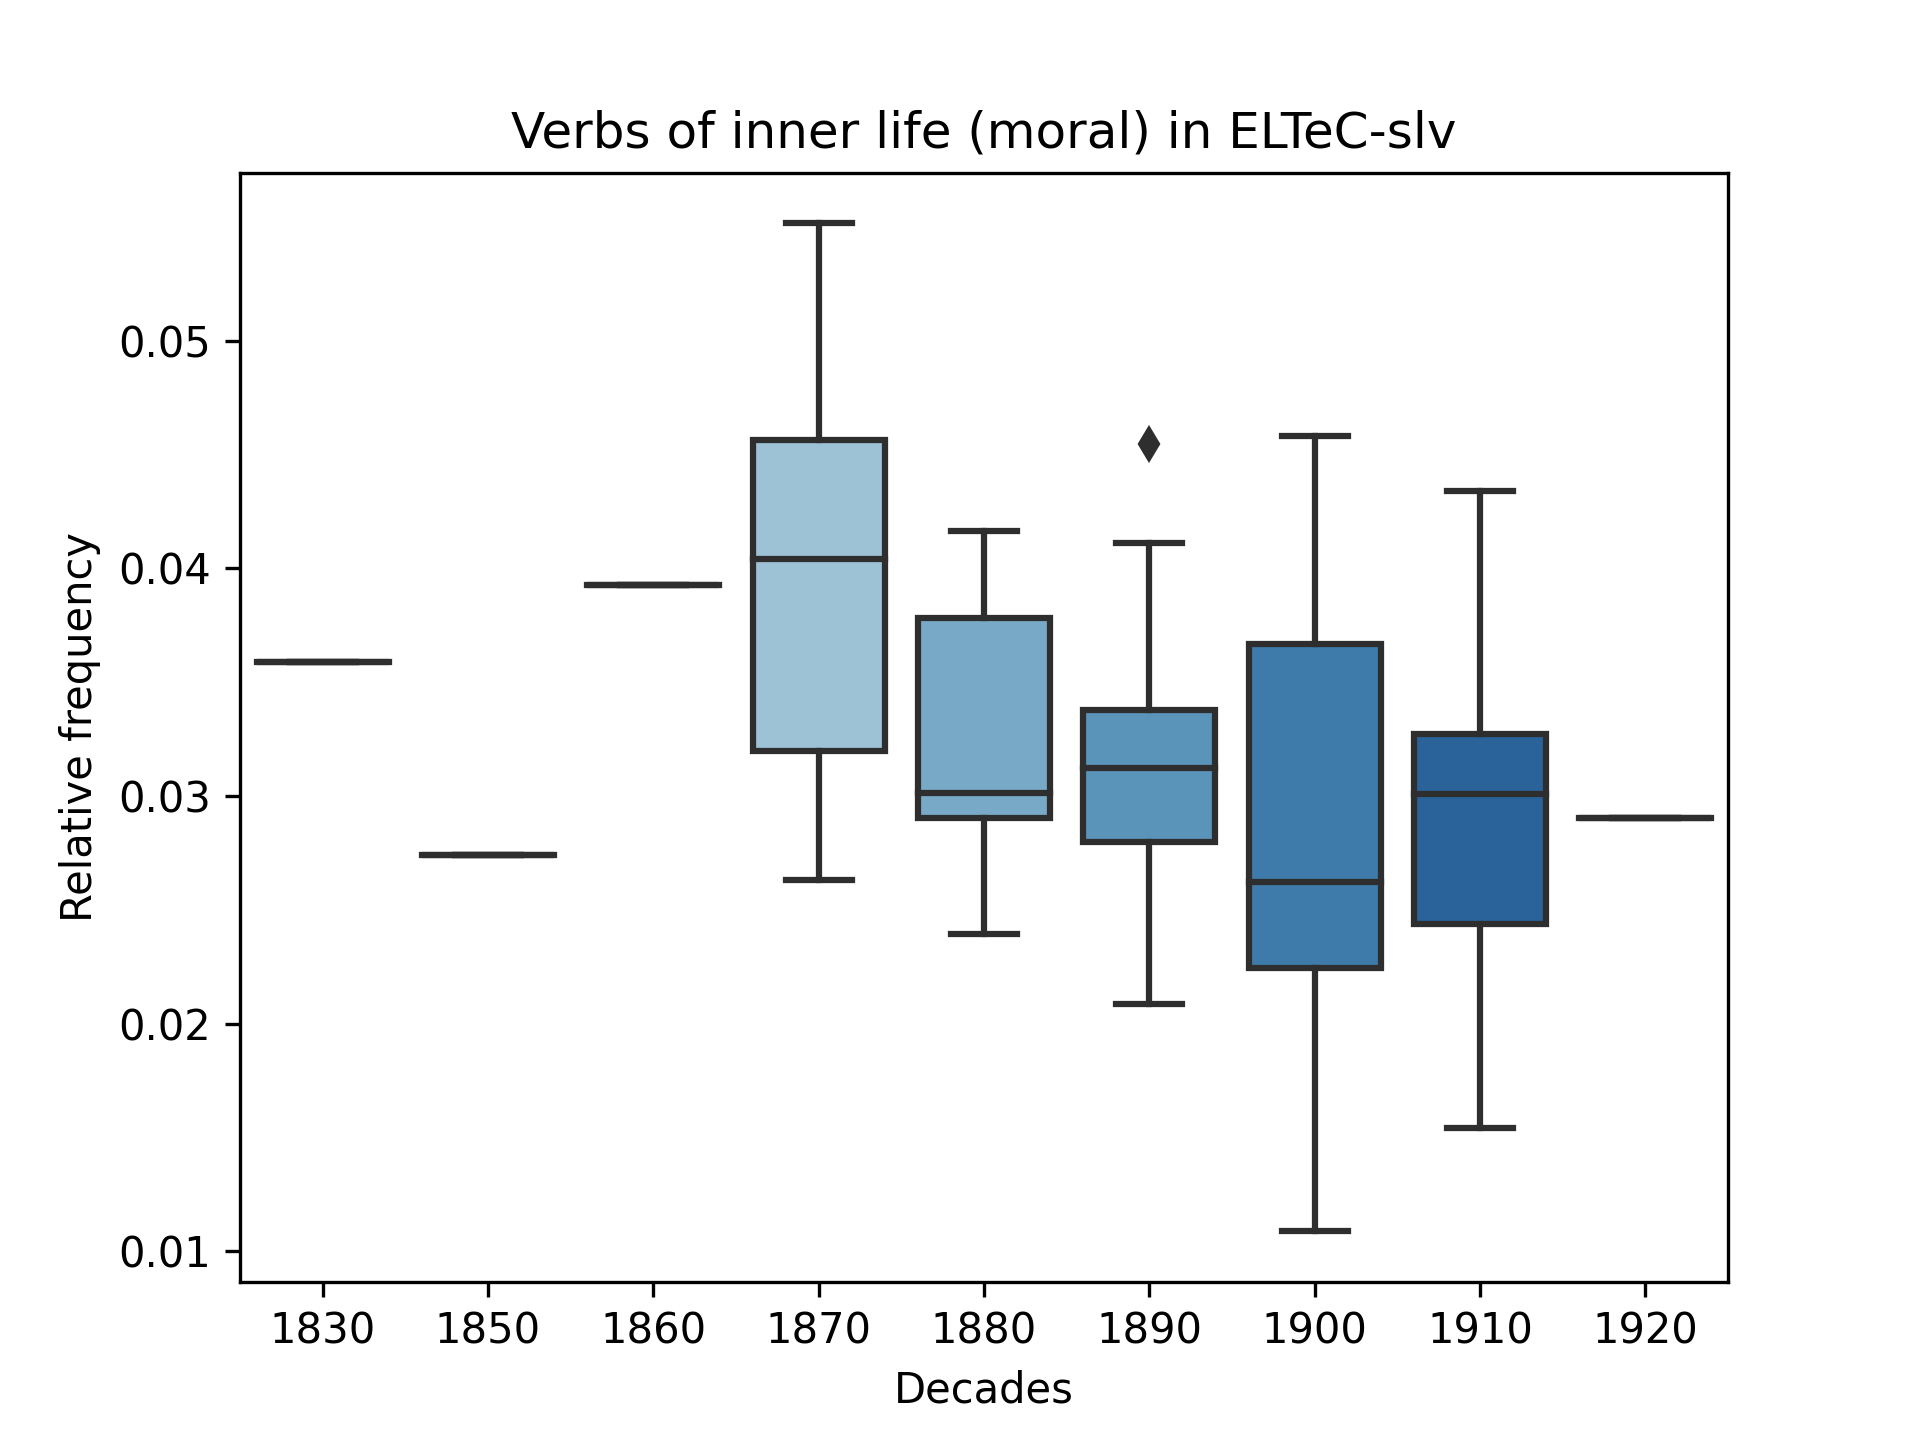 Verbs of inner life (moral) in ELTeC-slv
Relative frequency
0.05
0.04
0.03
0.02
0.01
1830 1850 1860 1870 1880 1890 1900 1910 1920
Decades